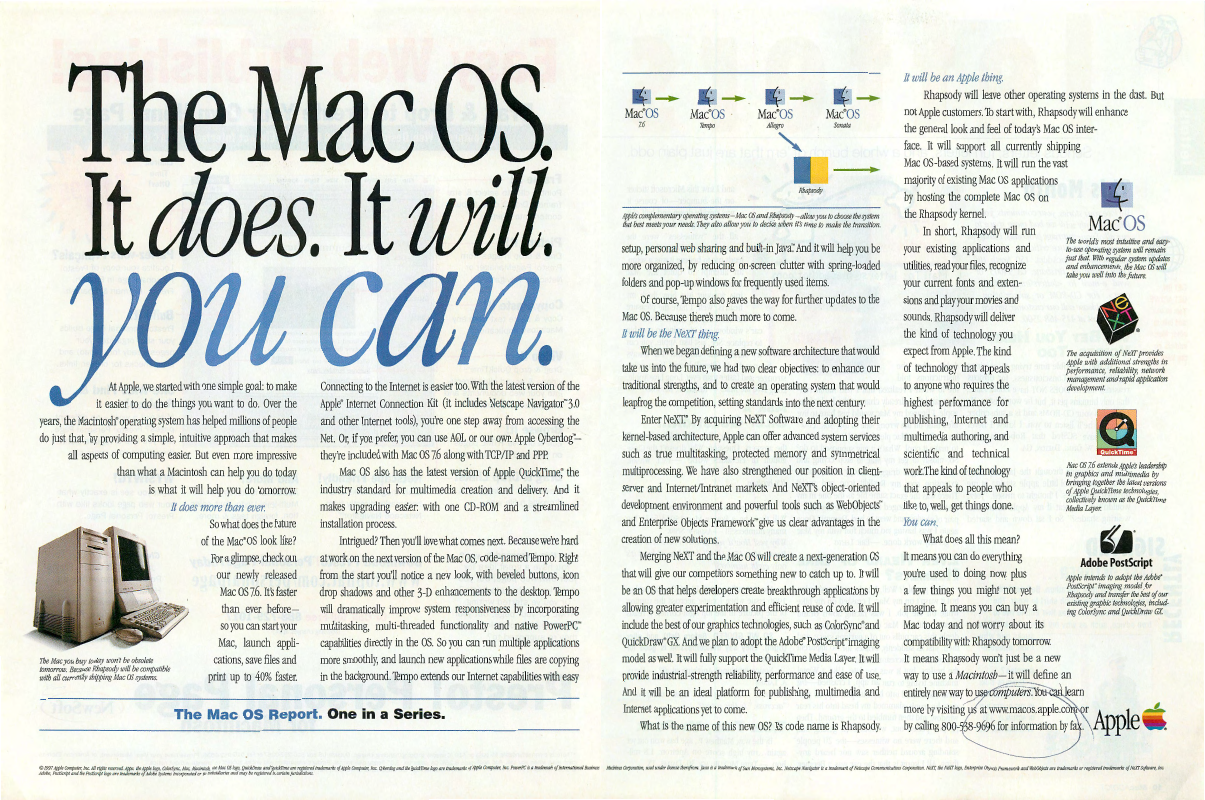 The Mac OS.
It does. It will.
you can.
At Apple, we started with one simple goal: to make
it easier to do the things you want to do. Over the
years, the Macintosh® operating system has helped millions of people
do just that, by providing a simple, intuitive approach that makes
all aspects of computing easier. But even more impressive
than what a Macintosh can help you do today
is what it will help you do tomorrow.
It does more than ever.
So what does the future
of the Mac™OS look like?
For a glimpse, check out
our newly released
Mac OS 7.6. It's faster
than ever before—
so you can start your
Mac, launch appli-
cations, save files and
print up to 40% faster.
The Mac you buy today won't be obsolete
tomorrow. Because Rhapsody will be compatible
with all currently shipping Mac OS systems.
Connecting to the Internet is easier too. With the latest version of the
Apple® Internet Connection Kit (it includes Netscape Navigator™ 3.0
and other Internet tools), you're one step away from accessing the
Net. Or, if you prefer, you can use AOL or our own Apple Cyberdog™—
they're included with Mac OS 7.6 along with TCP/IP and PPP.
Mac OS also has the latest version of Apple QuickTime,® the
industry standard for multimedia creation and delivery. And it
makes upgrading easier: with one CD-ROM and a streamlined
installation process.
Intrigued? Then you'll love what comes next. Because we're hard
at work on the next version of the Mac OS, code-named Tempo. Right
from the start you'll notice a new look, with beveled buttons, icon
drop shadows and other 3-D enhancements to the desktop. Tempo
will dramatically improve system responsiveness by incorporating
multitasking, multi-threaded functionality and native PowerPC™
capabilities directly in the OS. So you can run multiple applications
more smoothly, and launch new applications while files are copying
in the background. Tempo extends our Internet capabilities with easy
The Mac OS Report. One in a Series.
Mac™OS
7.6
Mac™OS
Tempo
Mac™OS
Allegro
Mac™OS
Sonata
Rhapsody
Apple's complementary operating systems—Mac OS and Rhapsody—allow you to choose the system
that best meets your needs. They also allow you to decide when it's time to make the transition.
setup, personal web sharing and built-in Java.™ And it will help you be
more organized, by reducing on-screen clutter with spring-loaded
folders and pop-up windows for frequently used items.
Of course, Tempo also paves the way for further updates to the
Mac OS. Because there's much more to come.
It will be the NeXT thing.
When we began defining a new software architecture that would
take us into the future, we had two clear objectives: to enhance our
traditional strengths, and to create an operating system that would
leapfrog the competition, setting standards into the next century.
Enter NeXT.® By acquiring NeXT Software and adopting their
kernel-based architecture, Apple can offer advanced system services
such as true multitasking, protected memory and symmetrical
multiprocessing. We have also strengthened our position in client-
server and Internet/Intranet markets. And NeXT's object-oriented
development environment and powerful tools such as WebObjects™
and Enterprise Objects Framework™ give us clear advantages in the
creation of new solutions.
Merging NeXT and the Mac OS will create a next-generation OS
that will give our competitors something new to catch up to. It will
be an OS that helps developers create breakthrough applications by
allowing greater experimentation and efficient reuse of code. It will
include the best of our graphics technologies, such as ColorSync® and
QuickDraw™ GX. And we plan to adopt the Adobe® PostScript® imaging
model as well. It will fully support the QuickTime Media Layer. It will
provide industrial-strength reliability, performance and ease of use.
And it will be an ideal platform for publishing, multimedia and
Internet applications yet to come.
What is the name of this new OS? Its code name is Rhapsody.
It will be an Apple thing.
Rhapsody will leave other operating systems in the dust. But
not Apple customers. To start with, Rhapsody will enhance
the general look and feel of today's Mac OS inter-
face. It will support all currently shipping
Mac OS-based systems. It will run the vast
majority of existing Mac OS applications
by hosting the complete Mac OS on
the Rhapsody kernel.
In short, Rhapsody will run
your existing applications and
utilities, read your files, recognize
your current fonts and exten-
sions and play your movies and
sounds. Rhapsody will deliver
the kind of technology you
expect from Apple. The kind
of technology that appeals
to anyone who requires the
highest performance for
publishing, Internet and
multimedia authoring, and
scientific and technical
work. The kind of technology
that appeals to people who
like to, well, get things done.
You can.
What does all this mean?
It means you can do everything
you're used to doing now plus
a few things you might not yet
imagine. It means you can buy a
Mac today and not worry about its
compatibility with Rhapsody tomorrow.
It means Rhapsody won't just be a new
way to use a Macintosh—it will define an
entirely new way to use computers. You can learn
more by visiting us at www.macos.apple.com or
by calling 800-538-9696 for information by fax.
Mac™OS
The world's most intuitive and easy-
to-use operating system will remain
just that. With regular system updates
and enhancements, the Mac OS will
take you well into the future.
NeXT
The acquisition of NeXT provides
Apple with additional strengths in
performance, reliability, network
management and rapid application
development.
QuickTime™
Mac OS 7.6 extends Apple's leadership
in graphics and multimedia by
bringing together the latest versions
of Apple QuickTime technologies,
collectively known as the QuickTime
Media Layer.
Adobe PostScript
Apple intends to adopt the Adobe®
PostScript® imaging model for
Rhapsody and transfer the best of our
existing graphic technologies, includ-
ing ColorSync and QuickDraw GX.
Apple